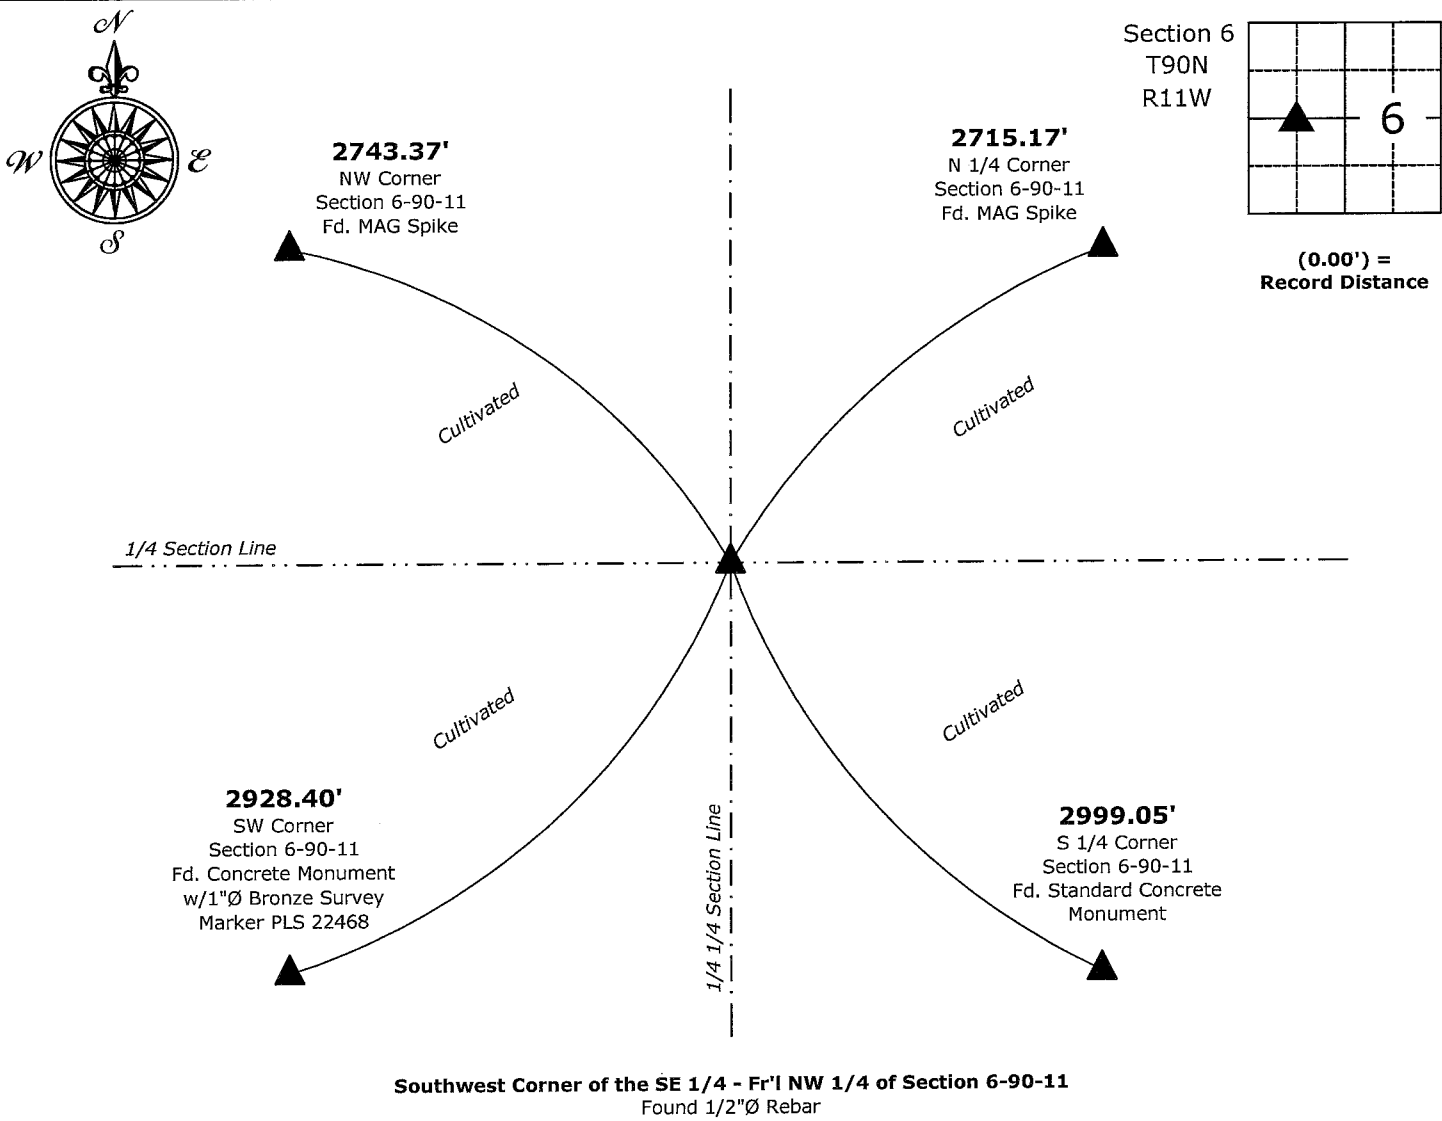 N
W
E
S
Section 6
T90N
R11W
6
(0.00') =
Record Distance
2743.37'
NW Corner
Section 6-90-11
Fd. MAG Spike
2715.17'
N 1/4 Corner
Section 6-90-11
Fd. MAG Spike
Cultivated
Cultivated
1/4 Section Line
Cultivated
Cultivated
2928.40'
SW Corner
Section 6-90-11
Fd. Concrete Monument
w/1"Ø Bronze Survey
Marker PLS 22468
1/4 1/4 Section Line
2999.05'
S 1/4 Corner
Section 6-90-11
Fd. Standard Concrete
Monument
Southwest Corner of the SE 1/4 - Fr'l NW 1/4 of Section 6-90-11
Found 1/2"Ø Rebar